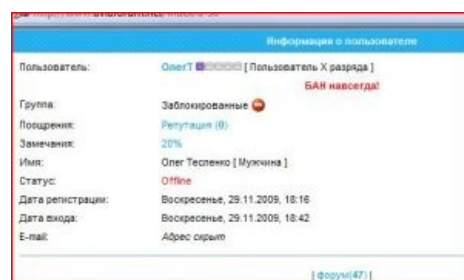 Информация о пользователе
Пользователь: ОлегТ [ Пользователь X разряда ]
БАН навсегда!
Группа: Заблокированные
Поощрения: Репутация (0)
Замечания: 20%
Имя: Олег Тесленко [ Мужчина ]
Статус: Offline
Дата регистрации: Воскресенье, 29.11.2009, 18:16
Дата входа: Воскресенье, 29.11.2009, 18:42
E-mail: Адрес скрыт
[ форум(47) ]